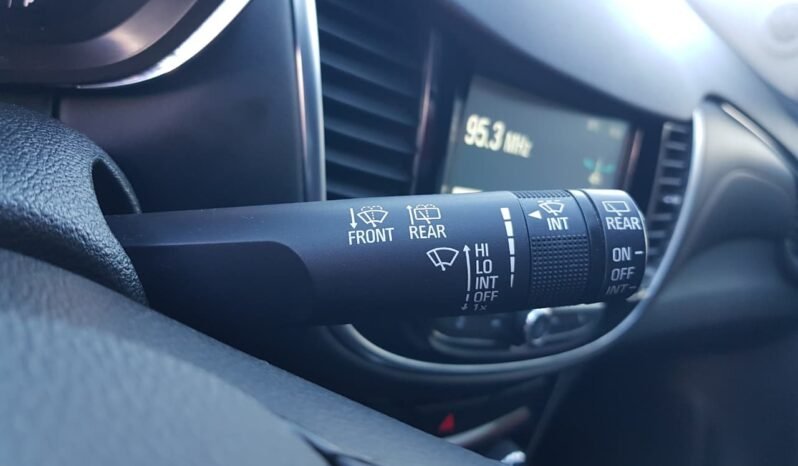 95.3 MHz
FRONT
REAR
HI
LO
INT
OFF
1x
INT
REAR
ON
OFF
INT